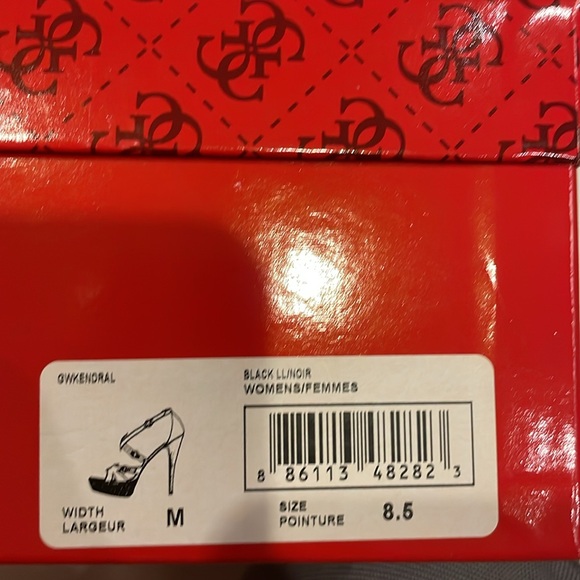 GWKENDRAL
BLACK LL/NOIR
WOMENS/FEMMES
8 86113 48282 3
WIDTH
LARGEUR
M
SIZE
POINTURE
8.5